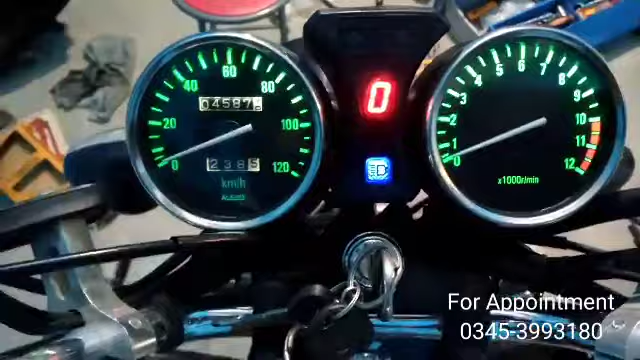 0 20 40 60 80 100 120
04587
2385
km/h
0
0 1 2 3 4 5 6 7 8 9 10 11 12
x1000r/min
For Appointment
0345-3993180